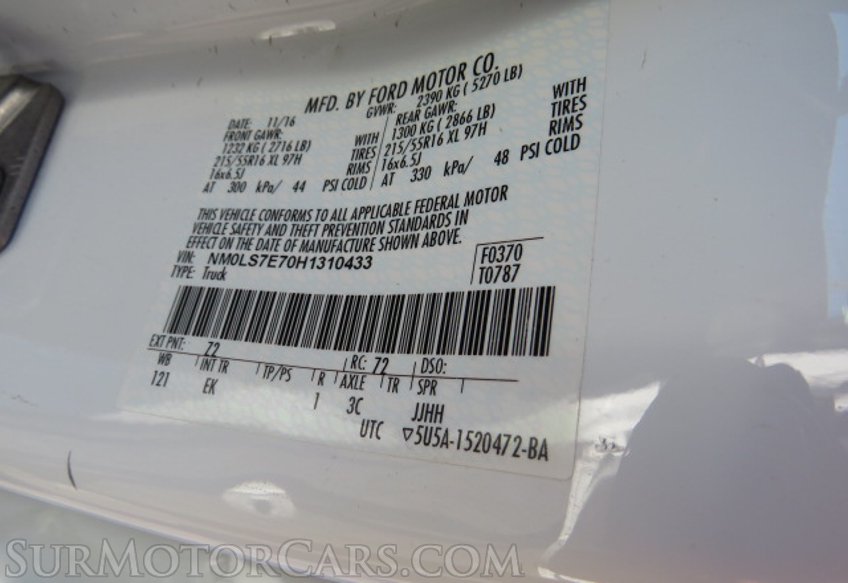 MFD. BY FORD MOTOR CO.
DATE: 11/16 GVWR: 2390 KG ( 5270 LB)
FRONT GAWR: REAR GAWR:
1232 KG ( 2716 LB) WITH 1300 KG ( 2866 LB) WITH
215/55R16 XL 97H TIRES 215/55R16 XL 97H TIRES
16x6.5J RIMS 16x6.5J RIMS
AT 300 kPa/ 44 PSI COLD AT 330 kPa/ 48 PSI COLD
THIS VEHICLE CONFORMS TO ALL APPLICABLE FEDERAL MOTOR
VEHICLE SAFETY AND THEFT PREVENTION STANDARDS IN
EFFECT ON THE DATE OF MANUFACTURE SHOWN ABOVE.
VIN: NM0LS7E70H1310433 F0370
TYPE: Truck T0787
EXT PNT: Z2 RC: 72 DSO:
WB INT TR TP/PS R AXLE TR SPR
121 EK 1 3C JJHH
UTC ▽5U5A-1520472-BA
SURMOTORCARS.COM